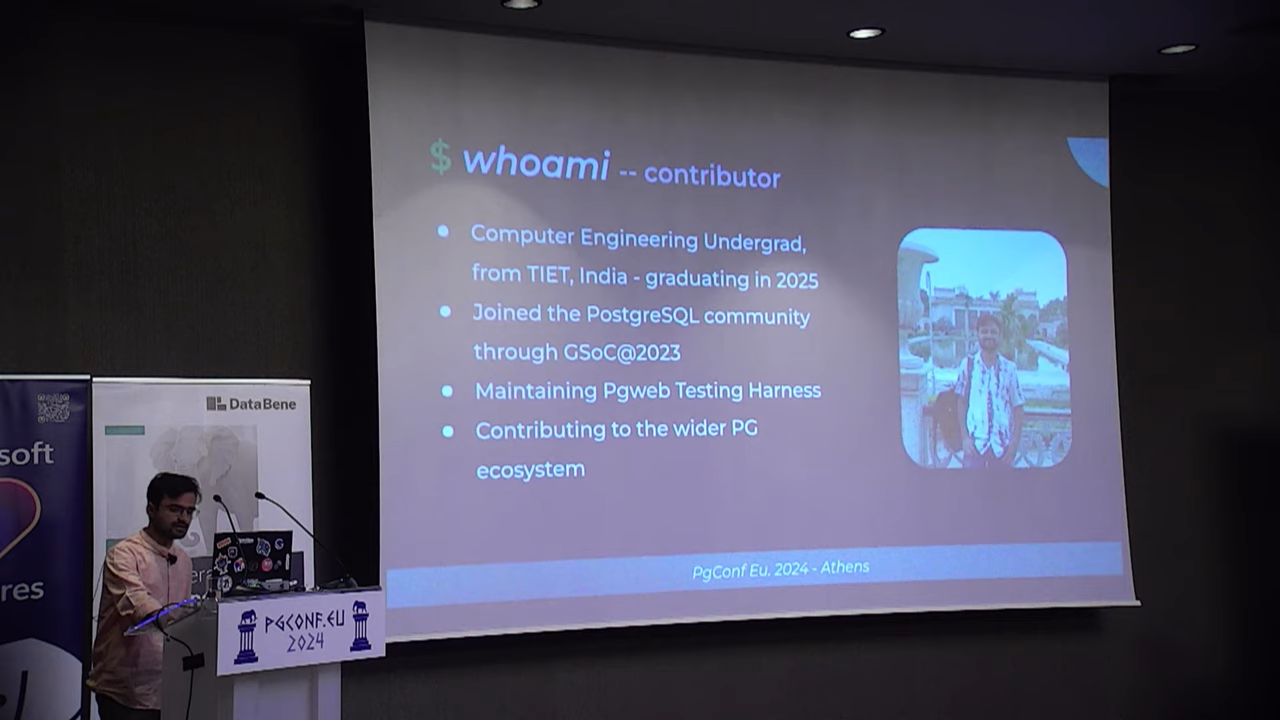 $ whoami -- contributor
Computer Engineering Undergrad,
from TIET, India - graduating in 2025
Joined the PostgreSQL community
through GSoC@2023
Maintaining Pgweb Testing Harness
Contributing to the wider PG
ecosystem
PgConf Eu. 2024 - Athens
DataBene
soft
res
PGCONF.EU
2024